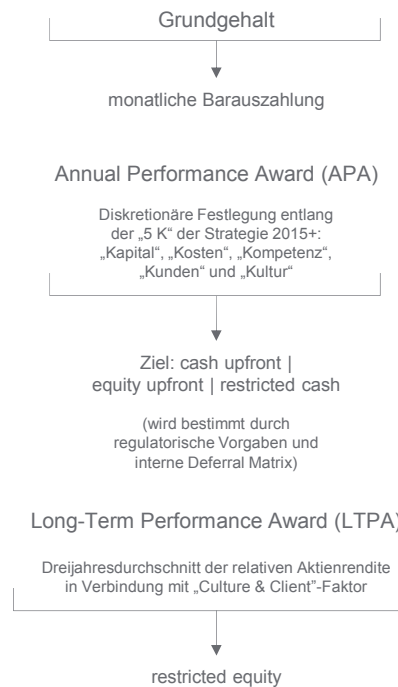 Grundgehalt
monatliche Barauszahlung
Annual Performance Award (APA)
Diskretionäre Festlegung entlang
der „5 K“ der Strategie 2015+:
„Kapital“, „Kosten“, „Kompetenz“,
„Kunden“ und „Kultur“
Ziel: cash upfront |
equity upfront | restricted cash
(wird bestimmt durch
regulatorische Vorgaben und
interne Deferral Matrix)
Long-Term Performance Award (LTPA)
Dreijahresdurchschnitt der relativen Aktienrendite
in Verbindung mit „Culture & Client"-Faktor
restricted equity